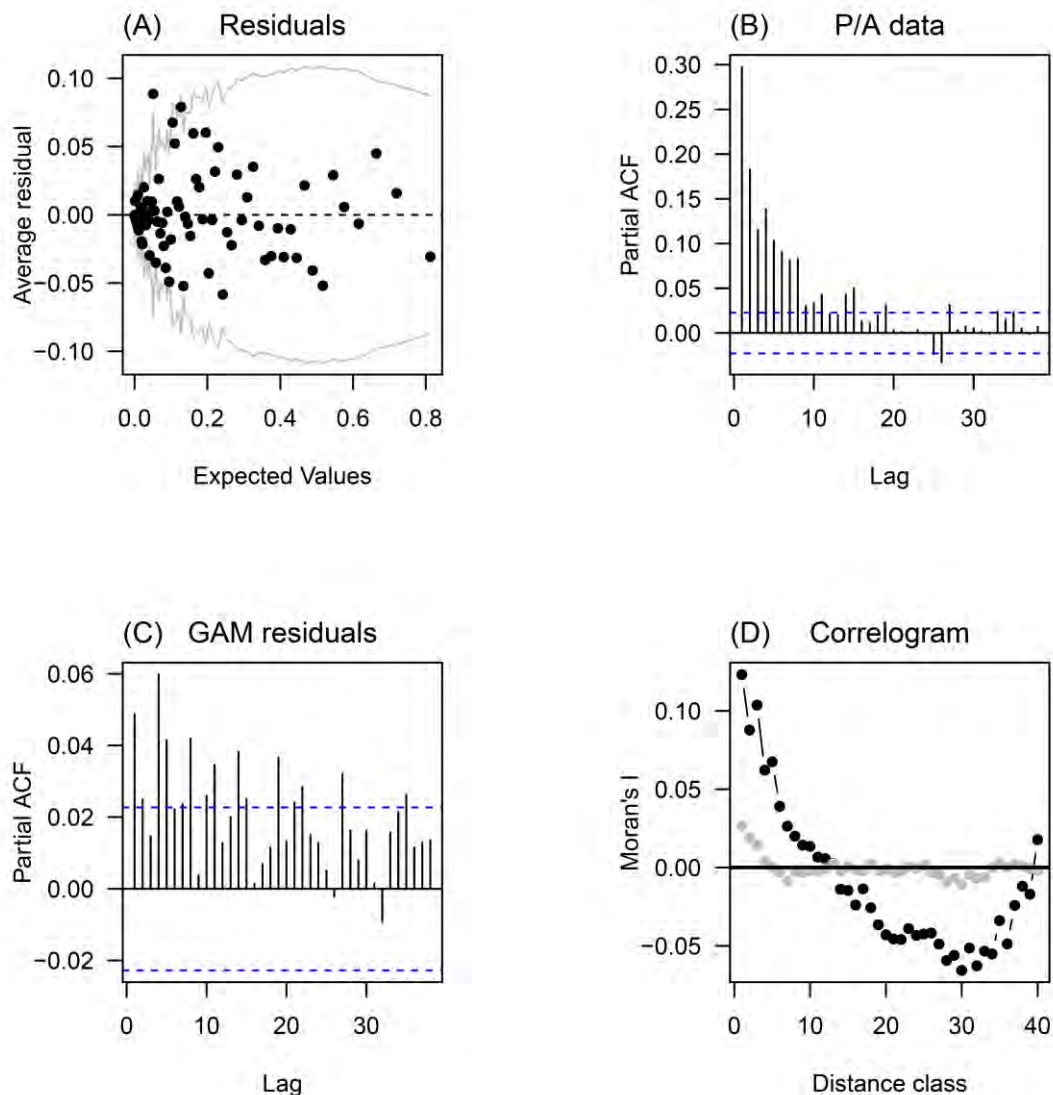 (A) Residuals
Average residual
0.10
0.05
0.00
−0.05
−0.10
0.0 0.2 0.4 0.6 0.8
Expected Values
(B) P/A data
Partial ACF
0.30
0.25
0.20
0.15
0.10
0.05
0.00
0 10 20 30
Lag
(C) GAM residuals
Partial ACF
0.06
0.04
0.02
0.00
−0.02
0 10 20 30
Lag
(D) Correlogram
Moran's I
0.10
0.05
0.00
−0.05
0 10 20 30 40
Distance class